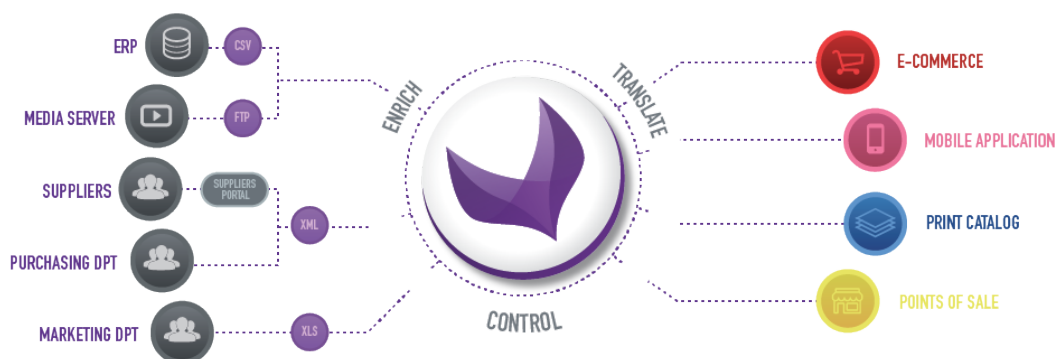 ERP
CSV
MEDIA SERVER
FTP
SUPPLIERS
SUPPLIERS
PORTAL
XML
PURCHASING DPT
MARKETING DPT
XLS
ENRICH
TRANSLATE
CONTROL
E-COMMERCE
MOBILE APPLICATION
PRINT CATALOG
POINTS OF SALE